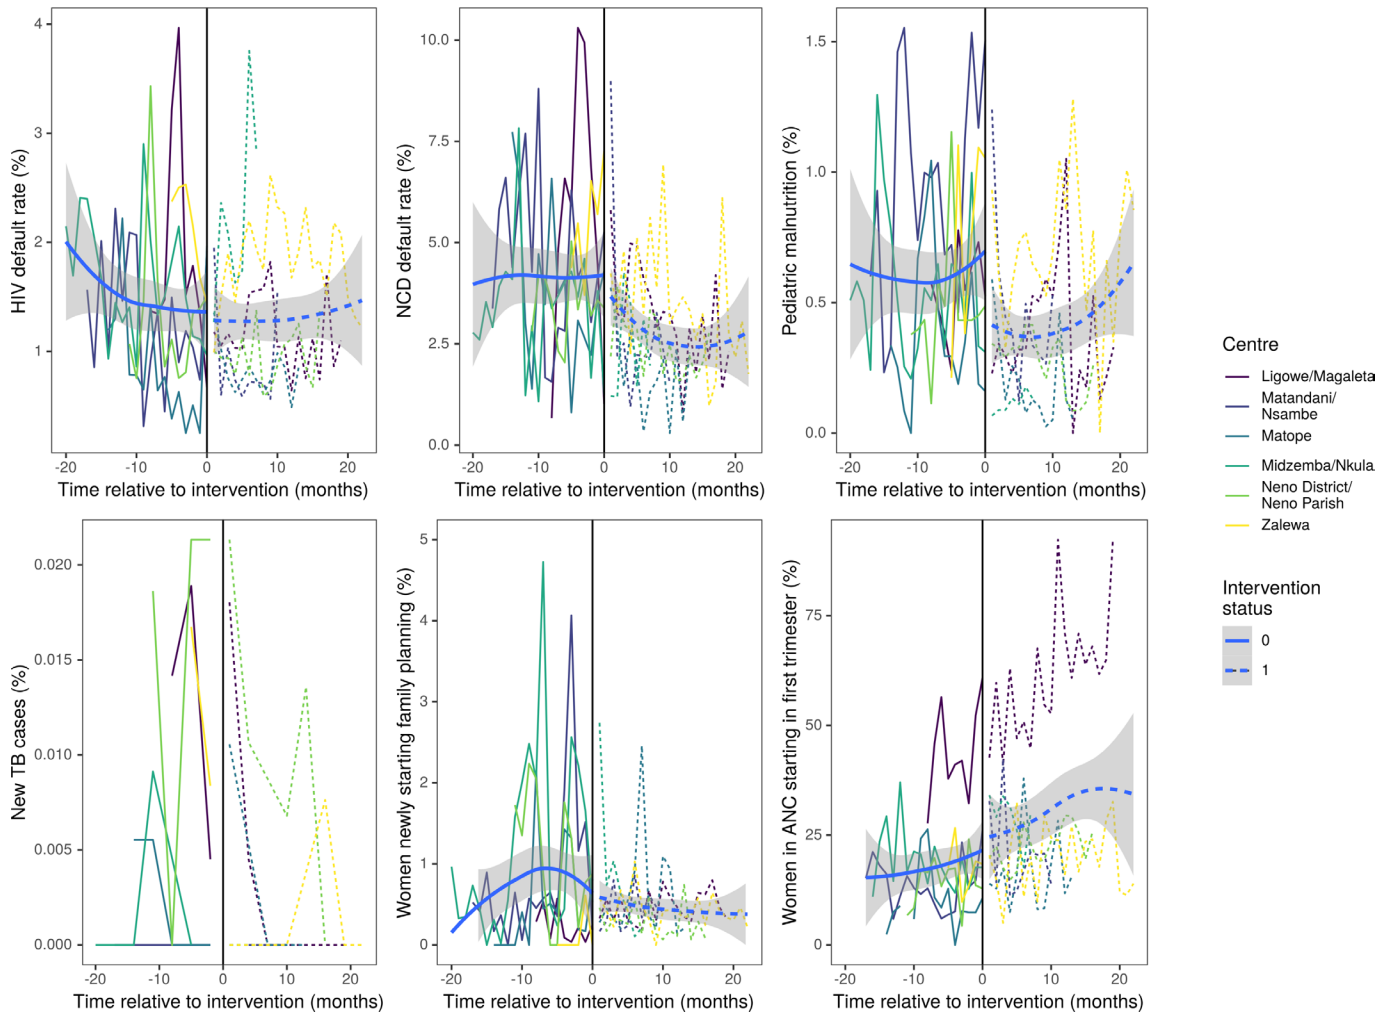 HIV default rate (%)
4
3
2
1
-20
-10
0
10
20
Time relative to intervention (months)
NCD default rate (%)
10.0
7.5
5.0
2.5
0.0
-20
-10
0
10
20
Time relative to intervention (months)
Pediatric malnutrition (%)
1.5
1.0
0.5
0.0
-20
-10
0
10
20
Time relative to intervention (months)
New TB cases (%)
0.020
0.015
0.010
0.005
0.000
-20
-10
0
10
20
Time relative to intervention (months)
Women newly starting family planning (%)
5
4
3
2
1
0
-20
-10
0
10
20
Time relative to intervention (months)
Women in ANC starting in first trimester (%)
75
50
25
0
-20
-10
0
10
20
Time relative to intervention (months)
Centre
Ligowe/Magaleta
Matandani/
Nsambe
Matope
Midzemba/Nkula
Neno District/
Neno Parish
Zalewa
Intervention
status
0
1